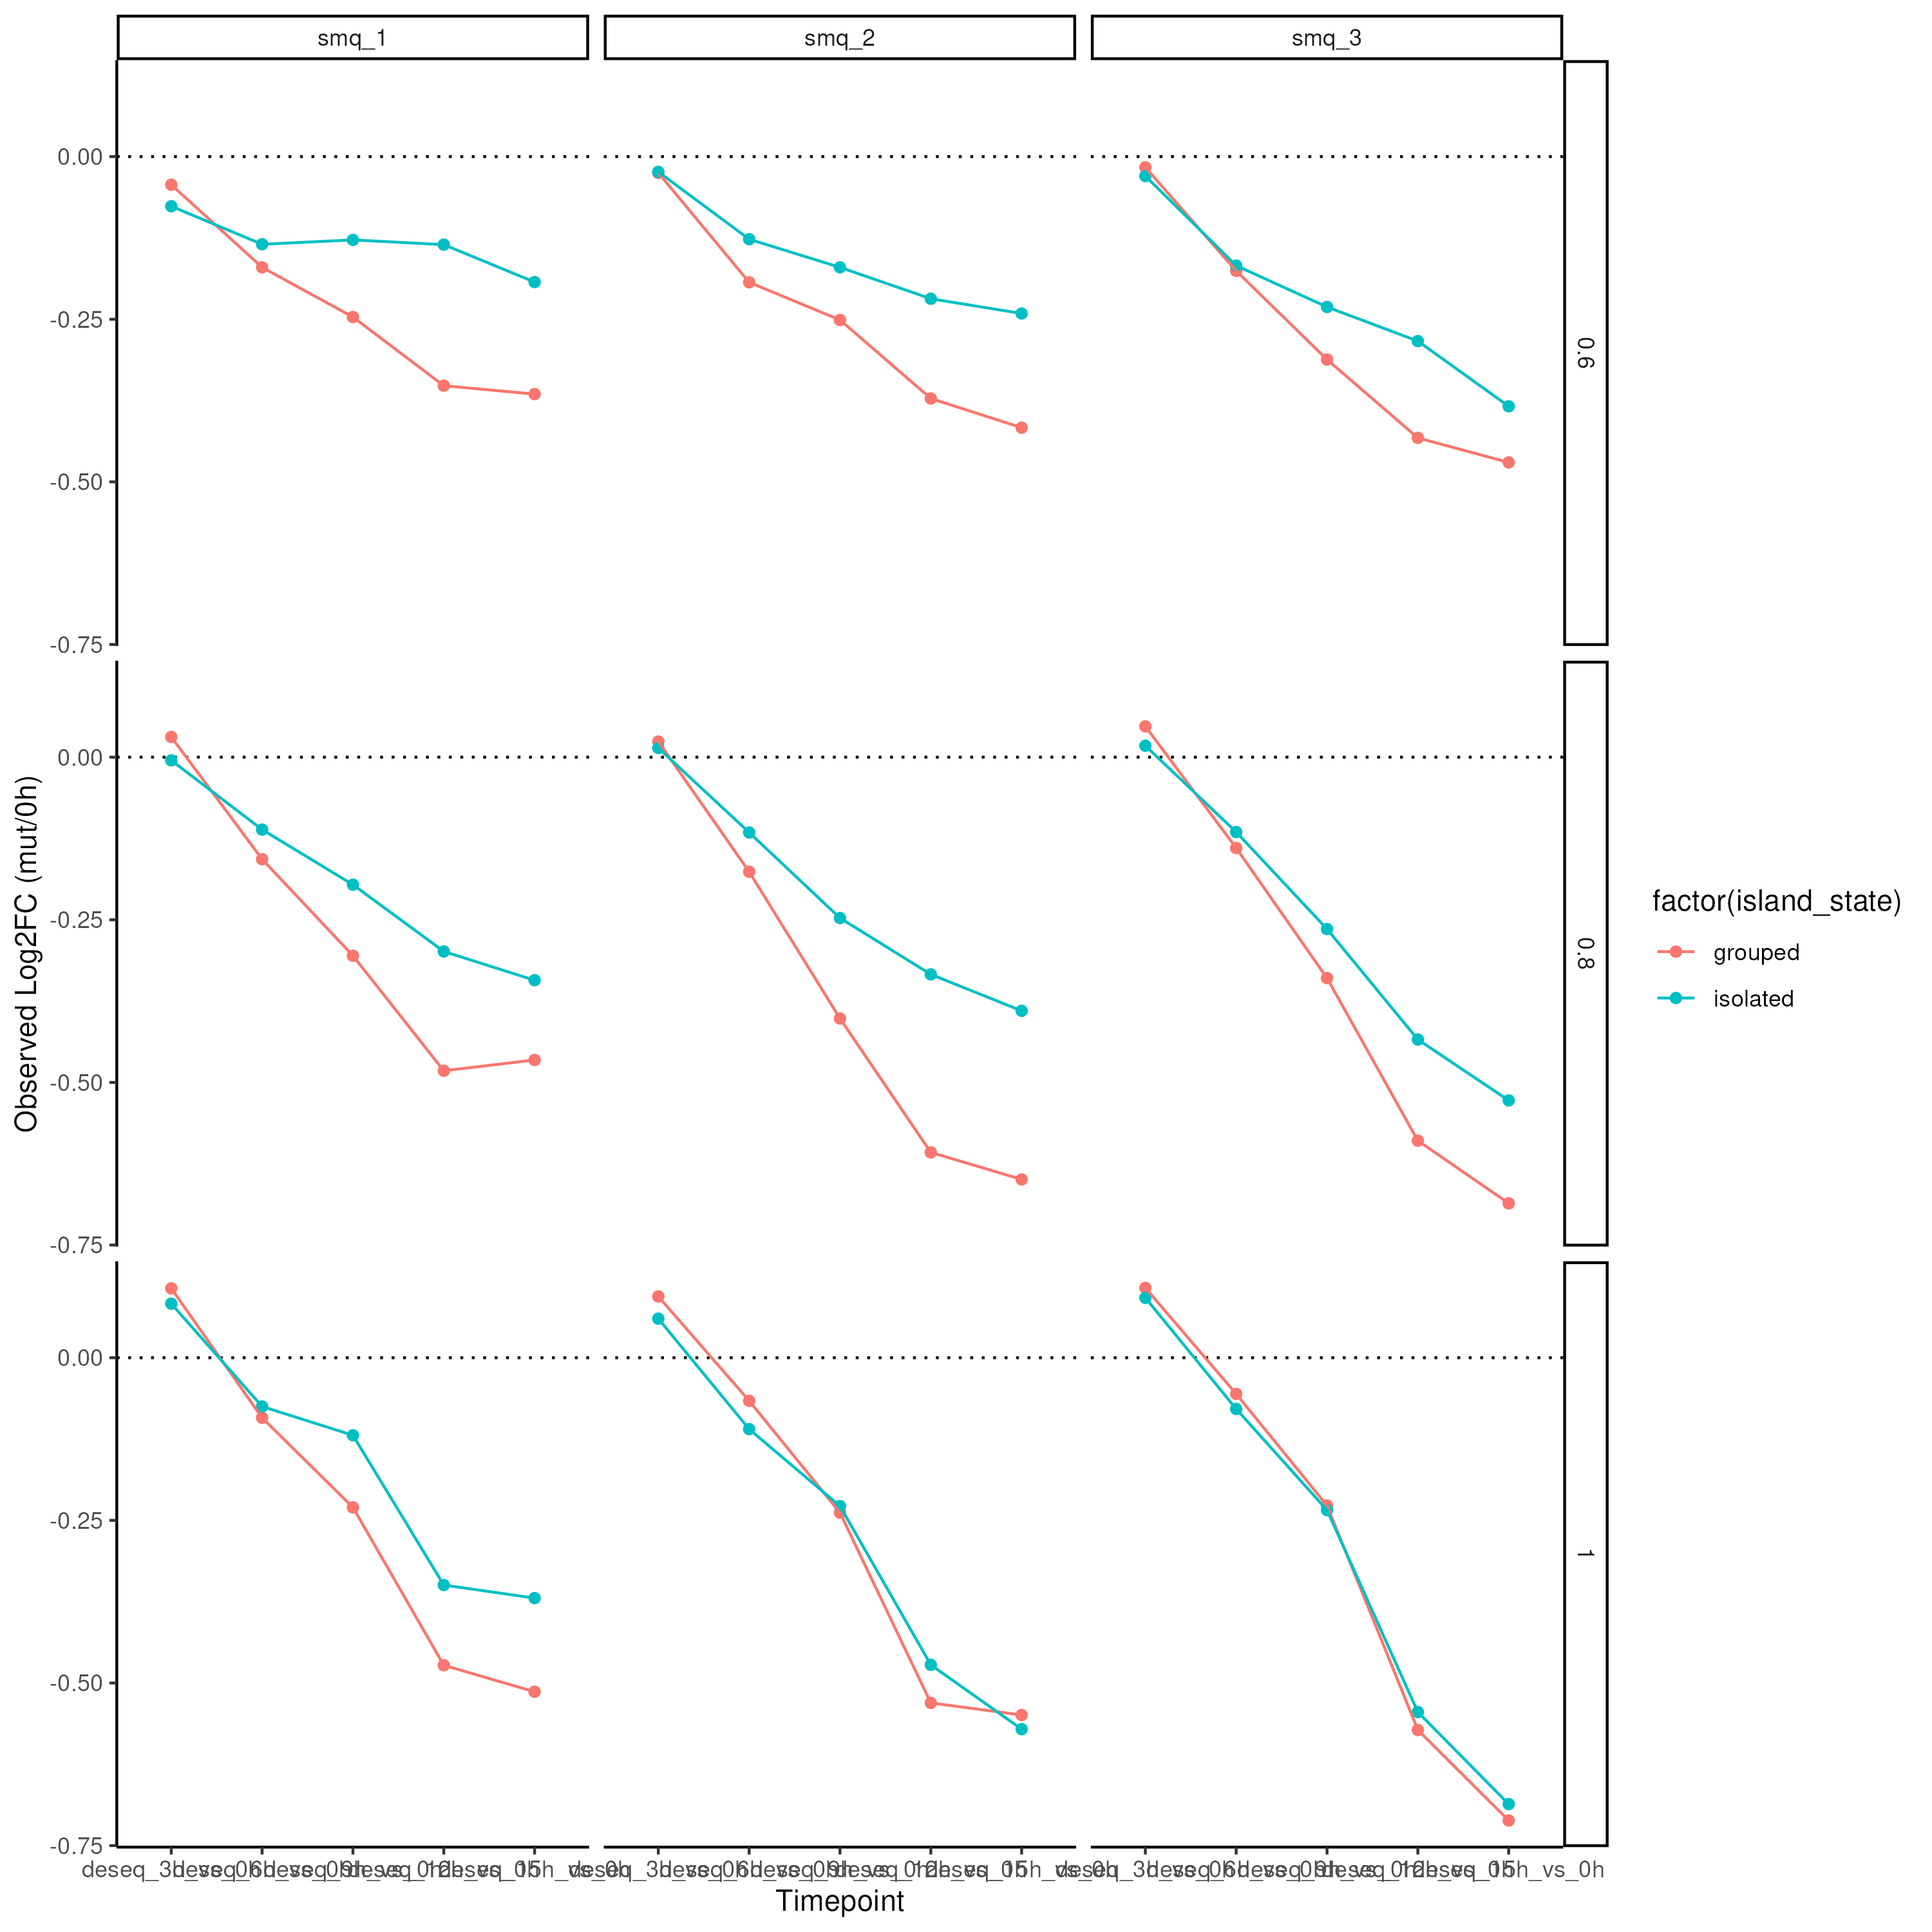 smq_1
smq_2
smq_3
0.00
-0.25
-0.50
-0.75
0.6
0.00
-0.25
-0.50
-0.75
0.8
0.00
-0.25
-0.50
-0.75
1
Observed Log2FC (mut/0h)
factor(island_state)
grouped
isolated
Timepoint